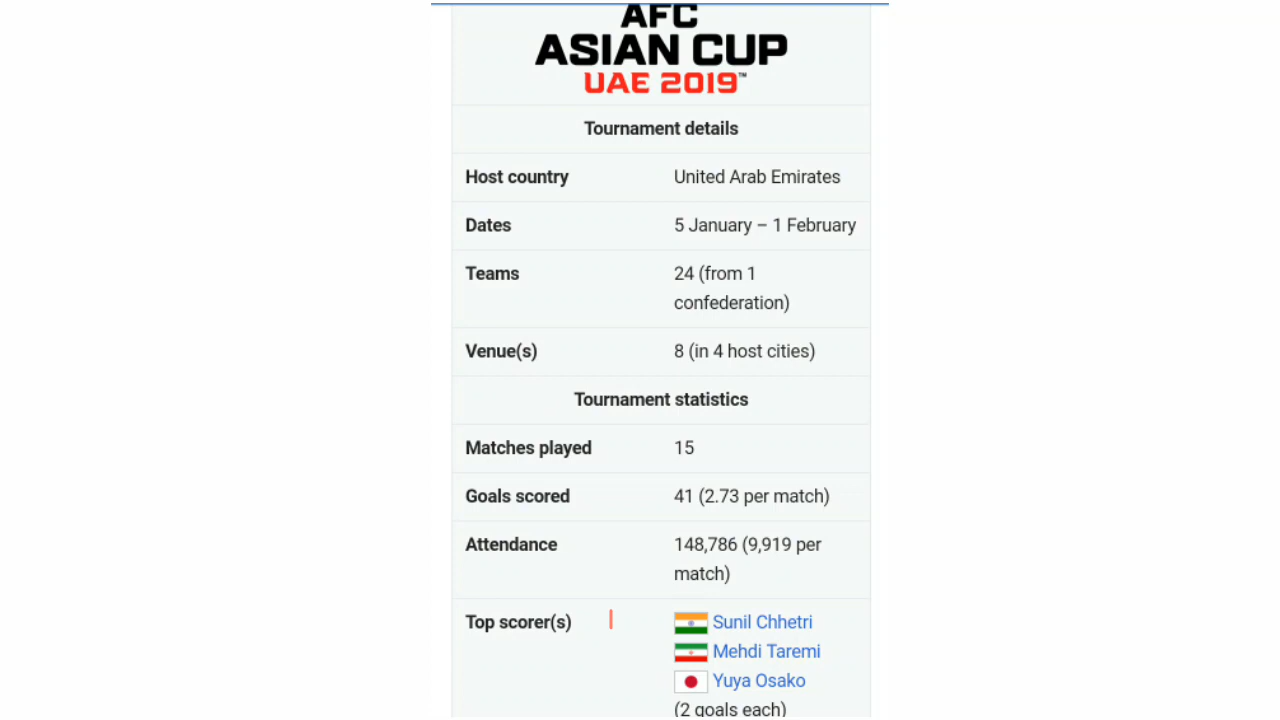 AFC
ASIAN CUP
UAE 2019™
Tournament details
Host country United Arab Emirates
Dates 5 January – 1 February
Teams 24 (from 1
confederation)
Venue(s) 8 (in 4 host cities)
Tournament statistics
Matches played 15
Goals scored 41 (2.73 per match)
Attendance 148,786 (9,919 per
match)
Top scorer(s) Sunil Chhetri
Mehdi Taremi
Yuya Osako
(2 goals each)